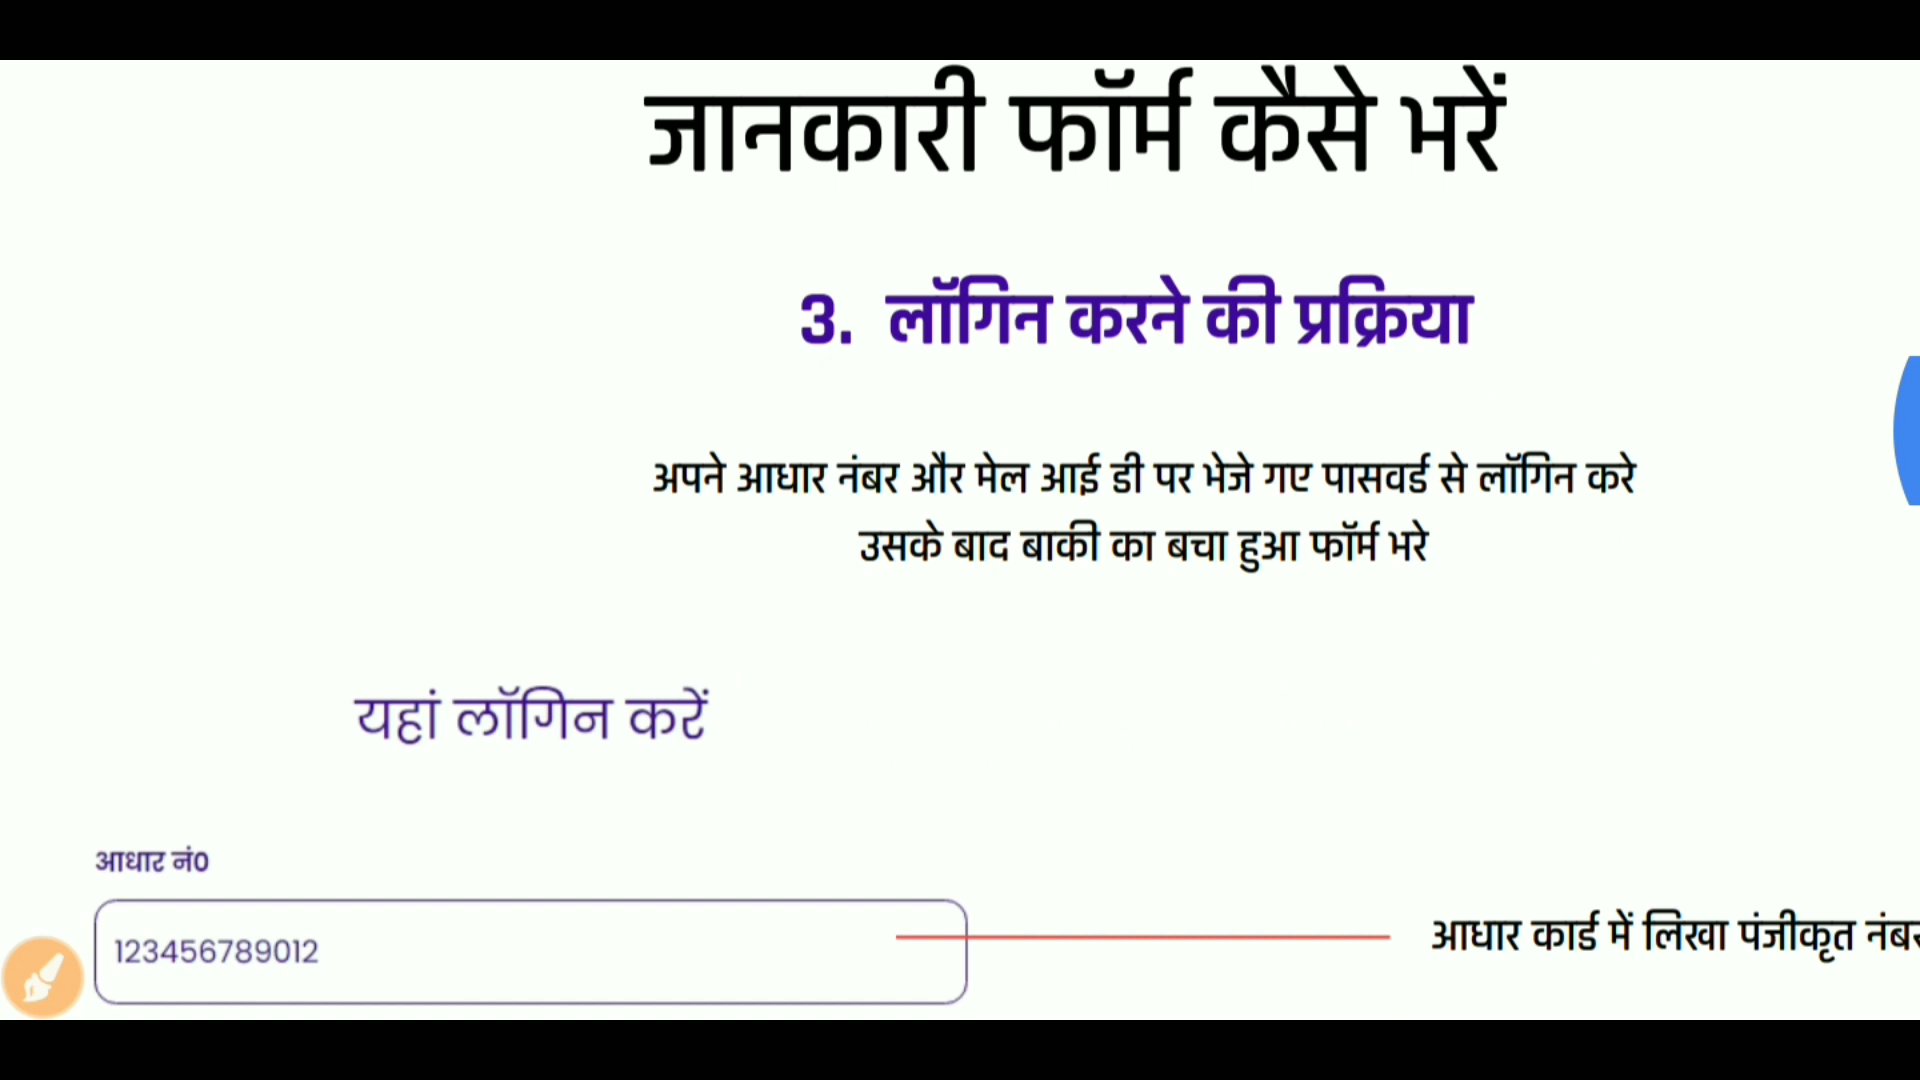 जानकारी फॉर्म कैसे भरें
3. लॉगिन करने की प्रक्रिया
अपने आधार नंबर और मेल आई डी पर भेजे गए पासवर्ड से लॉगिन करे
उसके बाद बाकी का बचा हुआ फॉर्म भरे
यहां लॉगिन करें
आधार नं0
123456789012
आधार कार्ड में लिखा पंजीकृत